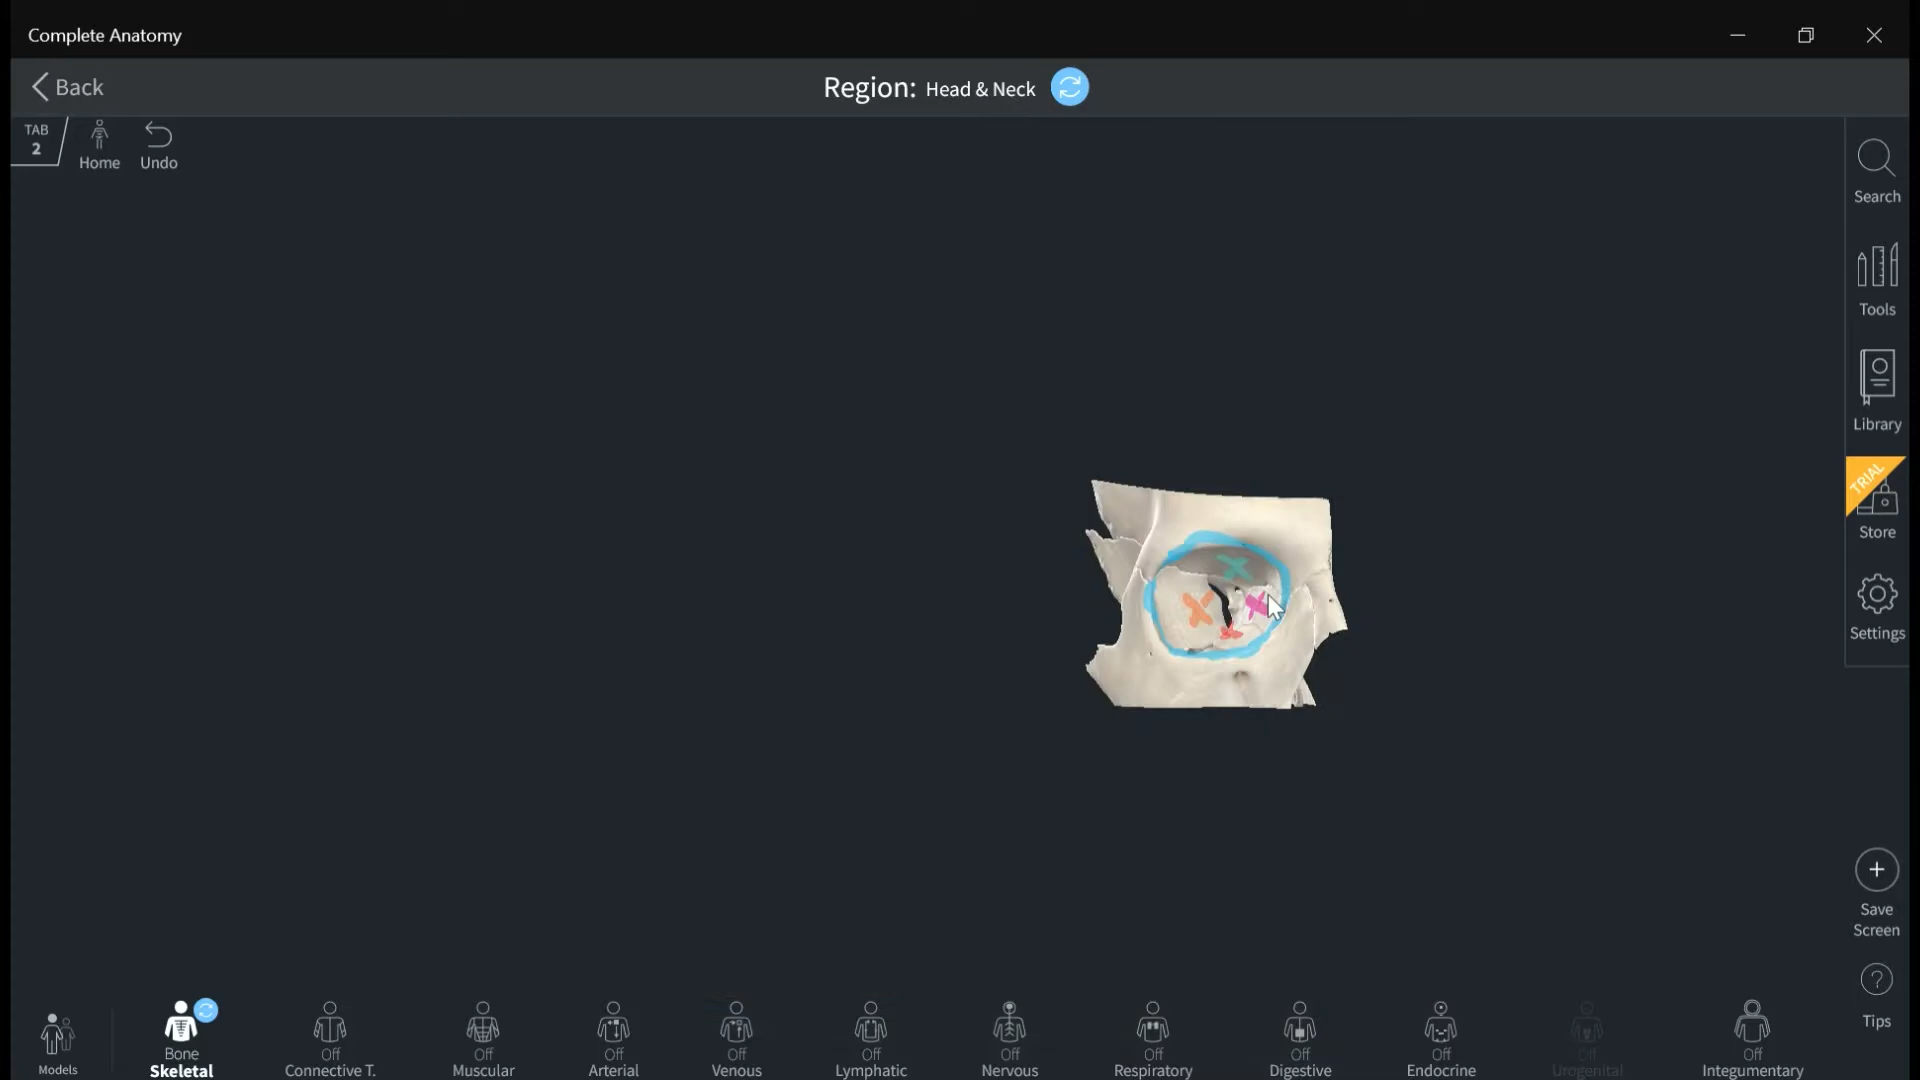 Complete Anatomy
Back
Region: Head & Neck
TAB
2
Home
Undo
Search
Tools
Library
TRIAL
Store
Settings
+
Save
Screen
?
Tips
Models
Bone
Skeletal
Off
Connective T.
Off
Muscular
Off
Arterial
Off
Venous
Off
Lymphatic
Off
Nervous
Off
Respiratory
Off
Digestive
Off
Endocrine
Off
Urogenital
Off
Integumentary